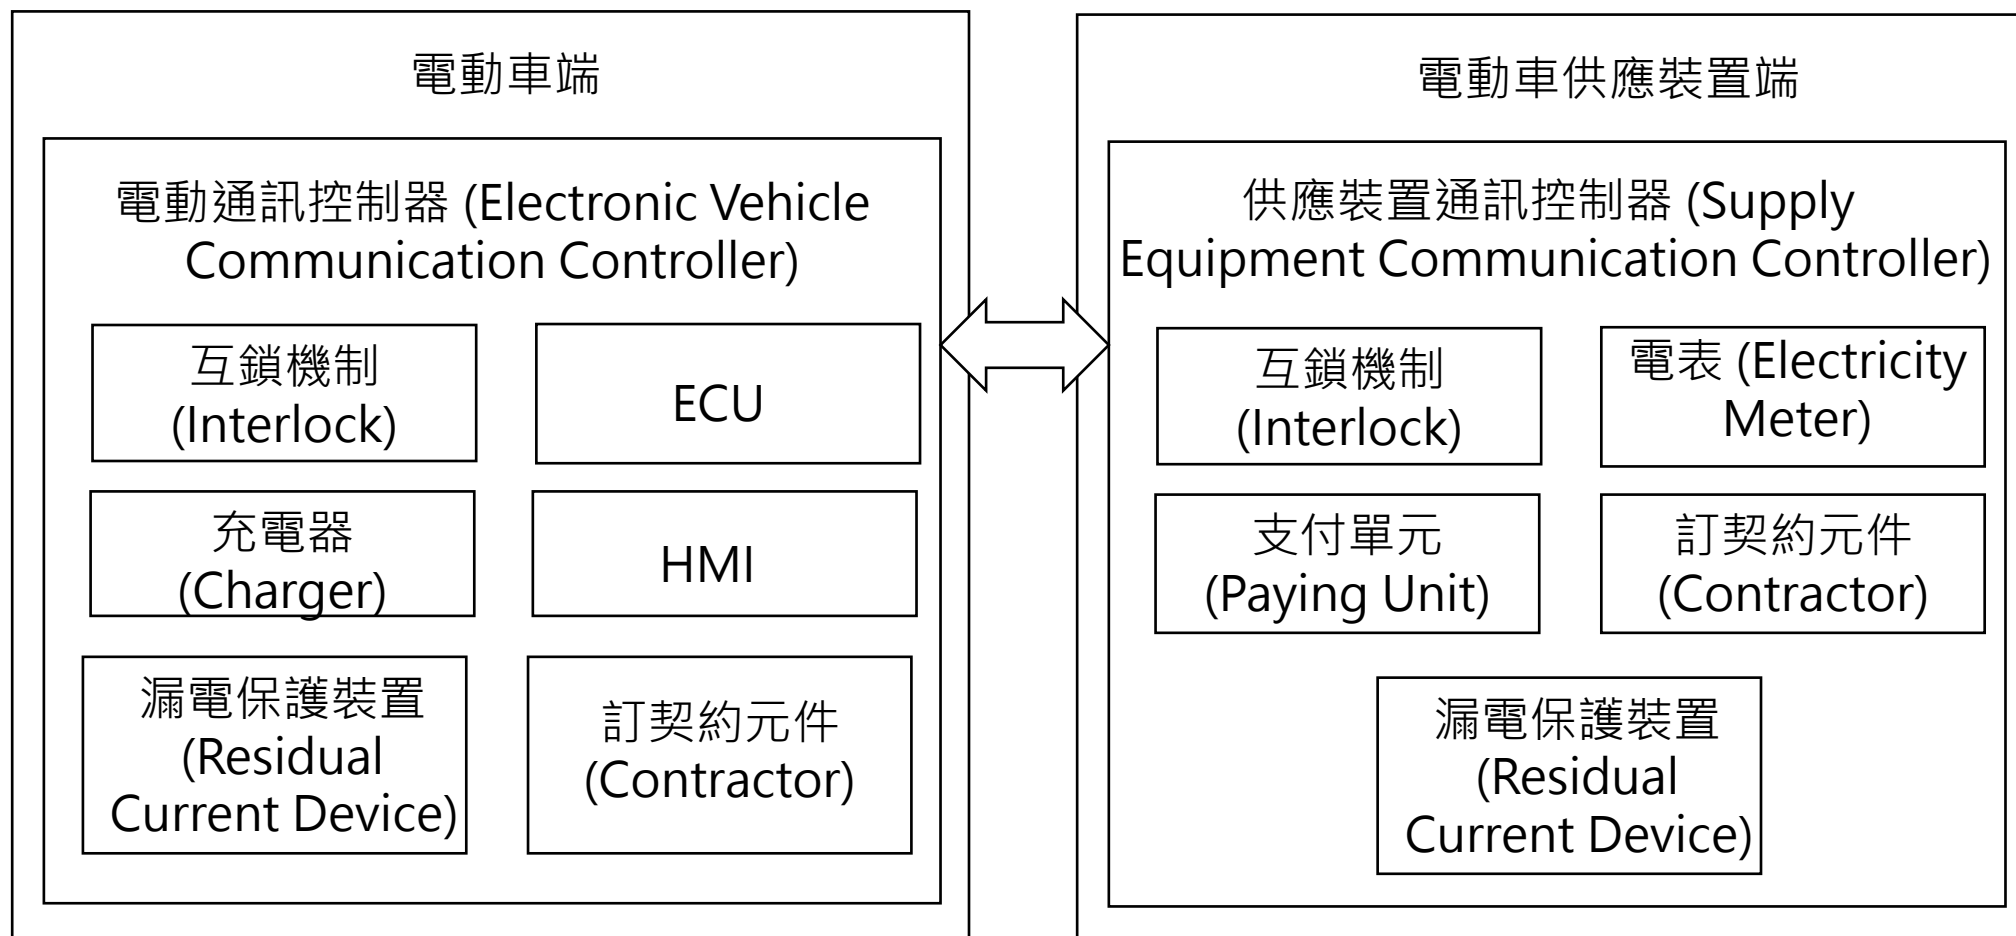 電動車端
電動通訊控制器 (Electronic Vehicle
Communication Controller)
互鎖機制
(Interlock)
ECU
充電器
(Charger)
HMI
漏電保護裝置
(Residual
Current Device)
訂契約元件
(Contractor)
電動車供應裝置端
供應裝置通訊控制器 (Supply
Equipment Communication Controller)
互鎖機制
(Interlock)
電表 (Electricity
Meter)
支付單元
(Paying Unit)
訂契約元件
(Contractor)
漏電保護裝置
(Residual
Current Device)